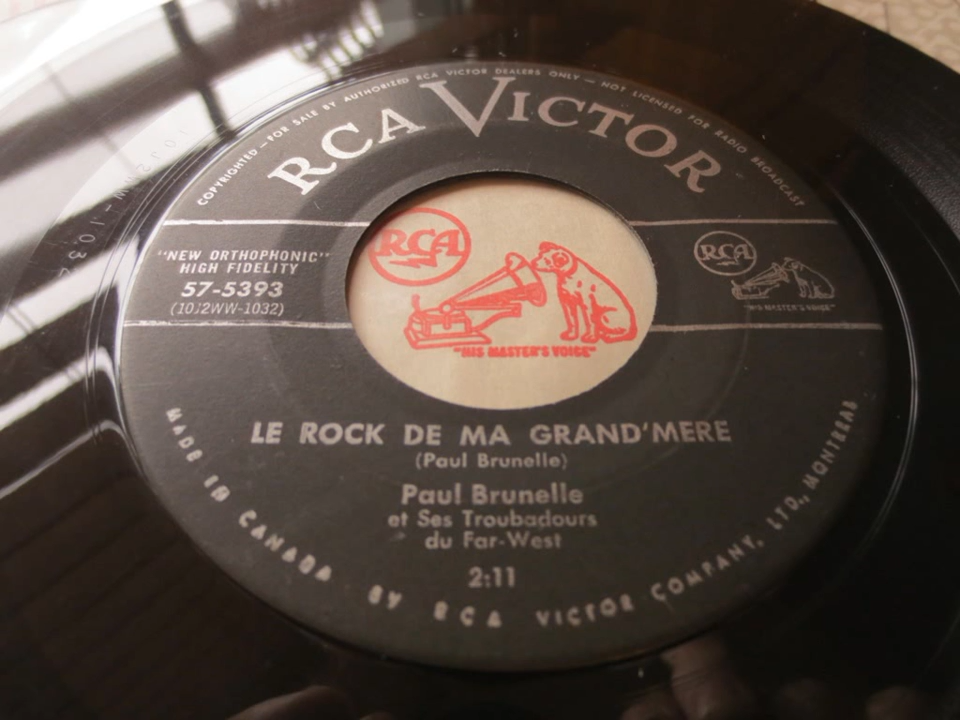 COPYRIGHTED — FOR SALE BY AUTHORIZED RCA VICTOR DEALERS ONLY — NOT LICENSED FOR RADIO BROADCAST
RCA VICTOR
"NEW ORTHOPHONIC"
HIGH FIDELITY
57-5393
(1012WW-1032)
RCA
"HIS MASTER'S VOICE"
RCA
"HIS MASTER'S VOICE"
LE ROCK DE MA GRAND'MERE
(Paul Brunelle)
Paul Brunelle
et Ses Troubadours
du Far-West
2:11
MADE IN CANADA BY RCA VICTOR COMPANY, LTD., MONTREAL